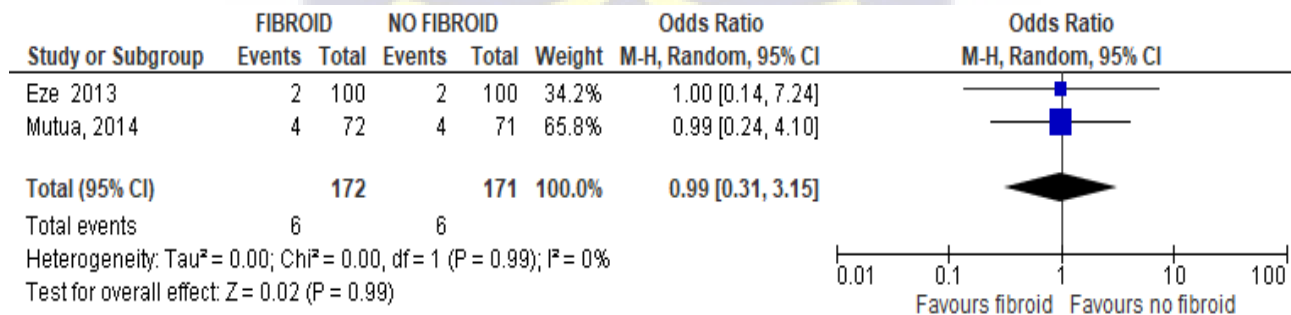 FIBROID NO FIBROID Odds Ratio Odds Ratio
Study or Subgroup Events Total Events Total Weight M-H, Random, 95% CI M-H, Random, 95% CI
Eze 2013 2 100 2 100 34.2% 1.00 [0.14, 7.24]
Mutua, 2014 4 72 4 71 65.8% 0.99 [0.24, 4.10]
Total (95% CI) 172 171 100.0% 0.99 [0.31, 3.15]
Total events 6 6
Heterogeneity: Tau² = 0.00; Chi² = 0.00, df = 1 (P = 0.99); I² = 0%
Test for overall effect: Z = 0.02 (P = 0.99)
0.01 0.1 1 10 100
Favours fibroid Favours no fibroid